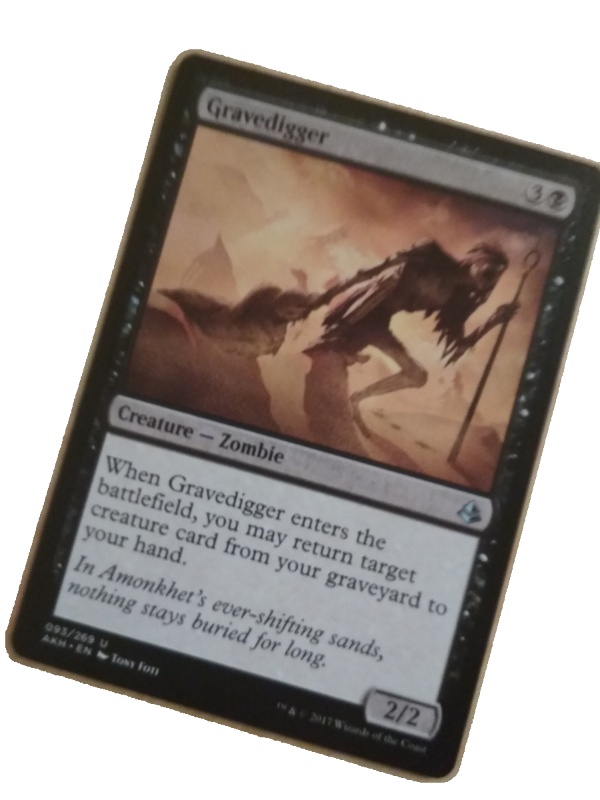 Gravedigger
3
Creature — Zombie
When Gravedigger enters the
battlefield, you may return target
creature card from your graveyard to
your hand.
In Amonkhet's ever-shifting sands,
nothing stays buried for long.
093/269 U
AKH • EN Tony Foti
2/2
™ & © 2017 Wizards of the Coast